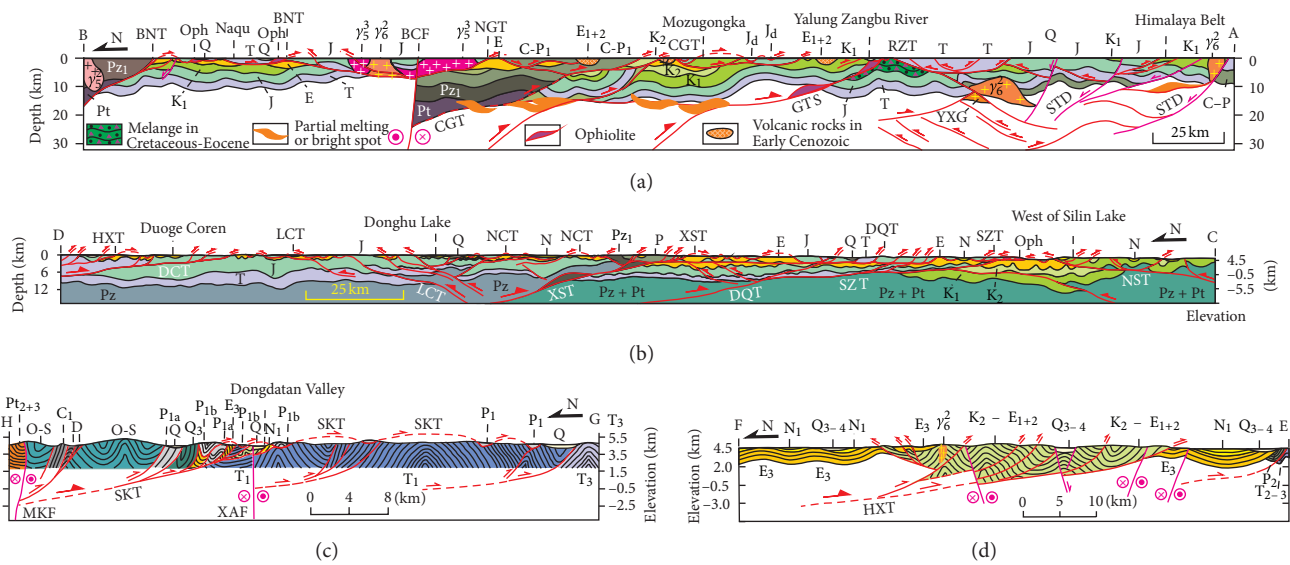 B N BNT Oph Q Naqu T Q Oph BNT J γ₅³ γ₆² J BCF γ₅³ NGT E C-P₁ E₁₊₂ C-P₁ K₂ Mozugongka CGT J_d J_d Yalung Zangbu River E₁₊₂ K₁ RZT T T J Q J K₁ Himalaya Belt J K₁ γ₆² A
Depth (km)
0
10
20
30
γ₅² Pz₁ Pt K₁ J E T Pz₁ Pt CGT K₂ K₁ GTS J T YXG γ₆² STD STD C-P
0
10
20
30
Melange in
Cretaceous-Eocene
Partial melting
or bright spot
Ophiolite
Volcanic rocks in
Early Cenozoic
25 km
(a)
D HXT Duoge Coren LCT J Donghu Lake Q NCT N NCT Pz₁ P XST E J Q T DQT E N SZT Oph West of Silin Lake N N C
Depth (km)
0
6
12
DCT T J Pz 25 km LCT Pz XST Pz + Pt DQT SZT Pz + Pt K₁ K₂ NST Pz + Pt
4.5
−0.5
−5.5
(km)
Elevation
(b)
Dongdatan Valley
H Pt₂₊₃ O-S C₁ D O-S P₁a Q Q₃ P₁b P₁a E₃ P₁b Q N₁ P₁b SKT SKT P₁ P₁ N Q G T₃
MKF SKT T₁ XAF T₁ T₃
0 4 8 (km)
5.5
3.5
1.5
−0.5
−2.5
Elevation (km)
(c)
F N N₁ Q₃₋₄ N₁ E₃ γ₆² K₂ − E₁₊₂ Q₃₋₄ K₂ − E₁₊₂ N₁ Q₃₋₄ E
Elevation (km)
4.5
2.0
−0.5
−3.0
E₃ E₃ HXT E₃ P₂ T₂₋₃
0 5 10 (km)
(d)